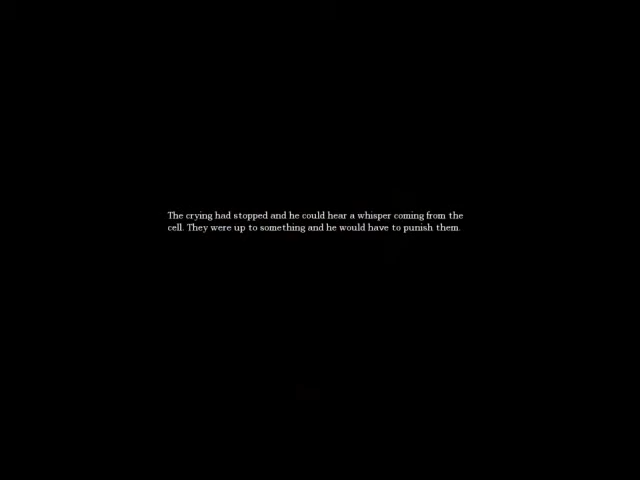 The crying had stopped and he could hear a whisper coming from the
cell. They were up to something and he would have to punish them.